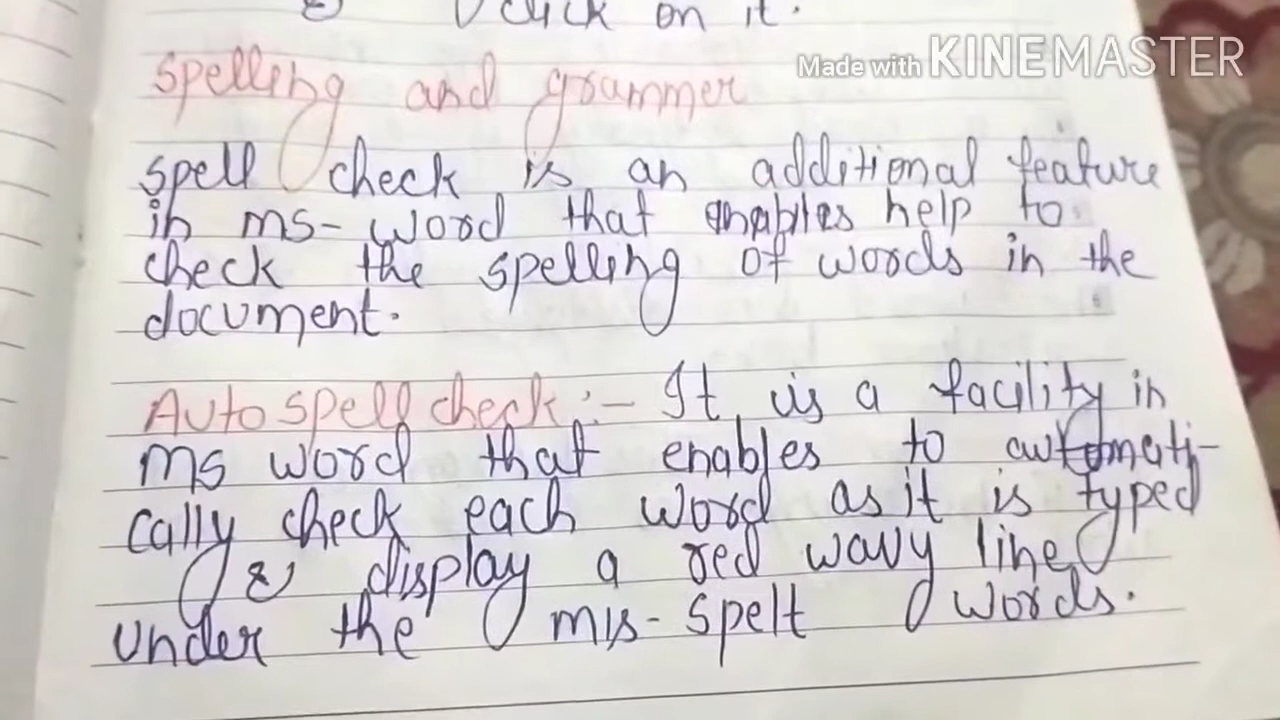 click on it.
Made with KINEMASTER
Spelling and grammer
Spell check is an additional feature
in ms-word that enables help to
check the spelling of words in the
document.
Auto spell check :- It is a facility in
ms word that enables to automati-
cally check each word as it is typed
& display a red wavy line
under the mis-spelt words.